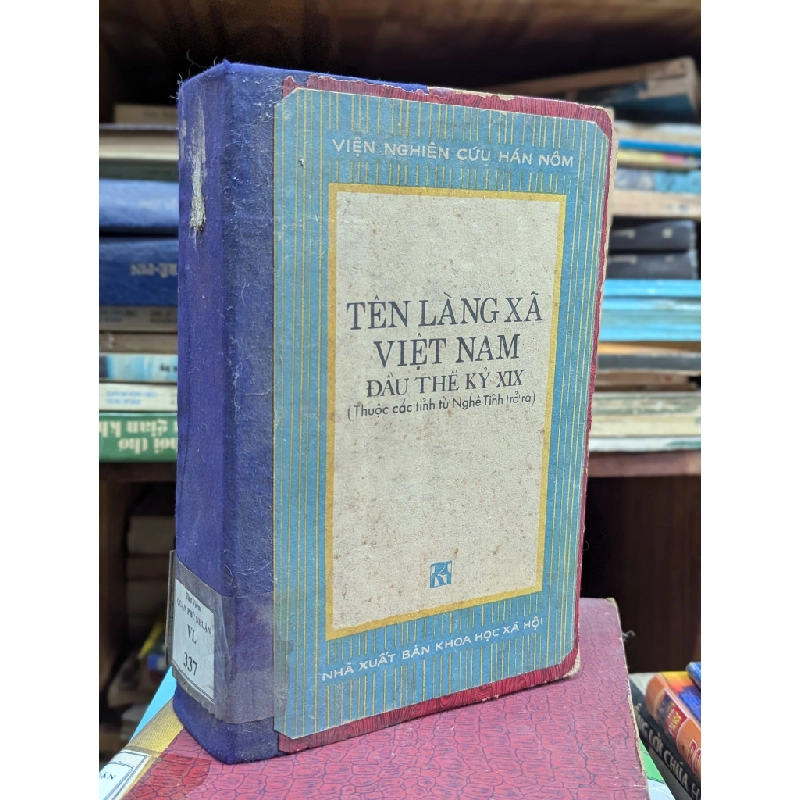 VIỆN NGHIÊN CỨU HÁN NÔM
TÊN LÀNG XÃ
VIỆT NAM
ĐẦU THẾ KỶ XIX
(Thuộc các tỉnh từ Nghệ Tĩnh trở ra)
NHÀ XUẤT BẢN KHOA HỌC XÃ HỘI
VL
337